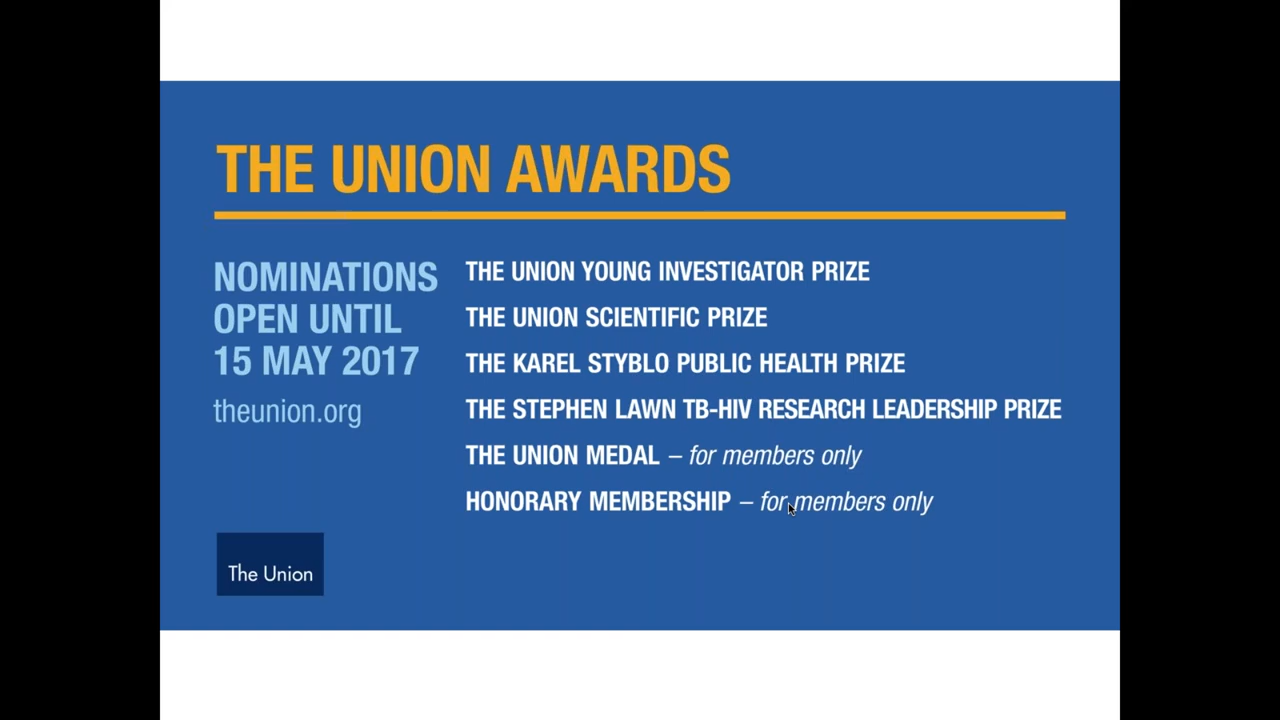 THE UNION AWARDS
NOMINATIONS
OPEN UNTIL
15 MAY 2017
theunion.org
THE UNION YOUNG INVESTIGATOR PRIZE
THE UNION SCIENTIFIC PRIZE
THE KAREL STYBLO PUBLIC HEALTH PRIZE
THE STEPHEN LAWN TB-HIV RESEARCH LEADERSHIP PRIZE
THE UNION MEDAL – for members only
HONORARY MEMBERSHIP – for members only
The Union